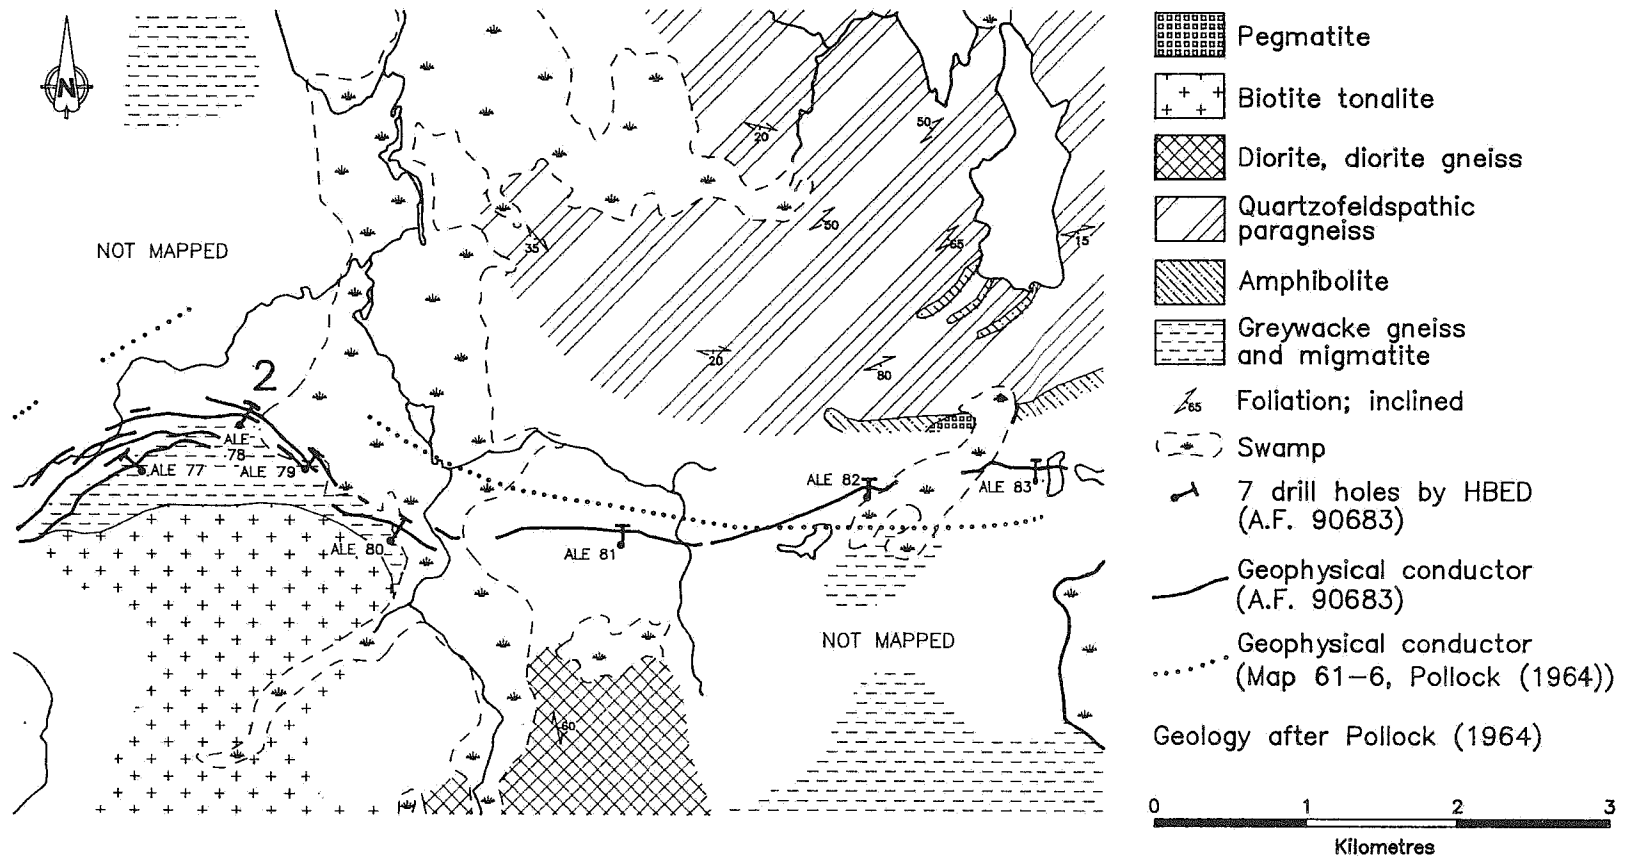 N
NOT MAPPED
2
ALE
78
ALE 77
ALE 79
ALE 80
ALE 81
ALE 82
ALE 83
NOT MAPPED
20
50
35
50
65
15
20
80
60
Pegmatite
Biotite tonalite
Diorite, diorite gneiss
Quartzofeldspathic
paragneiss
Amphibolite
Greywacke gneiss
and migmatite
65
Foliation; inclined
Swamp
7 drill holes by HBED
(A.F. 90683)
Geophysical conductor
(A.F. 90683)
Geophysical conductor
(Map 61-6, Pollock (1964))
Geology after Pollock (1964)
0 1 2 3
Kilometres